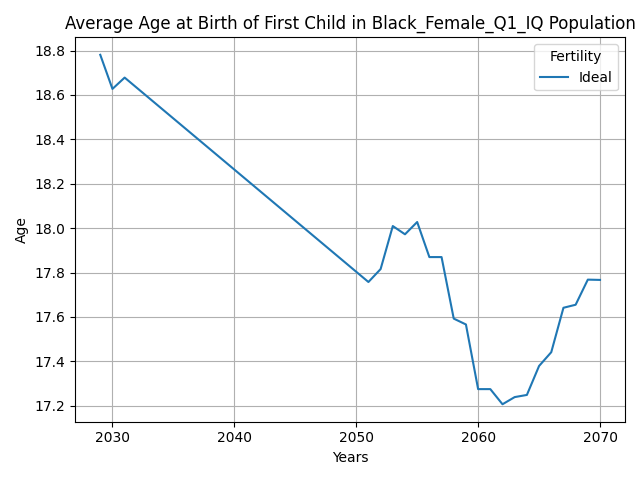 Average Age at Birth of First Child in Black_Female_Q1_IQ Population
Fertility
Ideal
18.8
18.6
18.4
18.2
18.0
17.8
17.6
17.4
17.2
Age
2030 2040 2050 2060 2070
Years